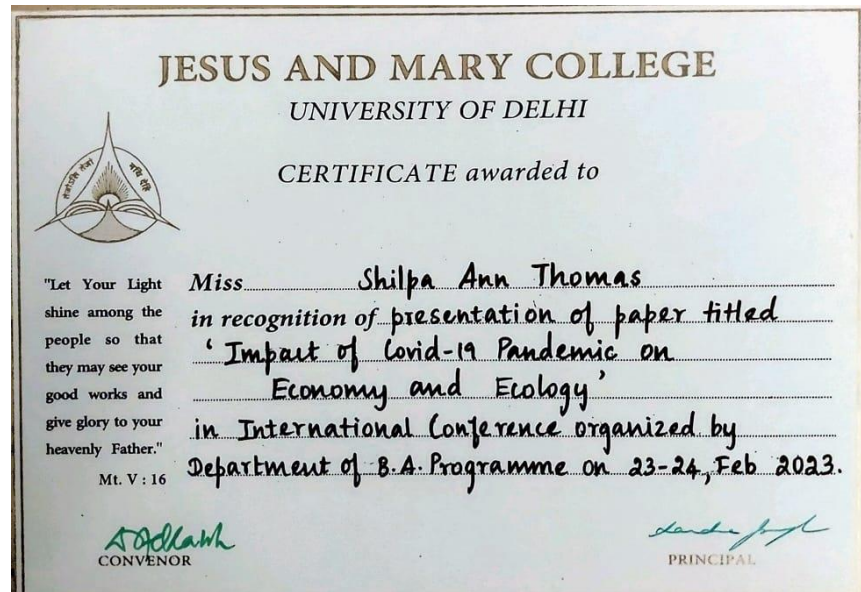 JESUS AND MARY COLLEGE
UNIVERSITY OF DELHI
CERTIFICATE awarded to
तेजोऽसि तेजो मयि देहि
"Let Your Light
shine among the
people so that
they may see your
good works and
give glory to your
heavenly Father."
Mt. V : 16
Miss Shilpa Ann Thomas
in recognition of presentation of paper titled
'Impact of Covid-19 Pandemic on
Economy and Ecology'
in International Conference organized by
Department of B.A. Programme on 23-24, Feb 2023.
CONVENOR
PRINCIPAL